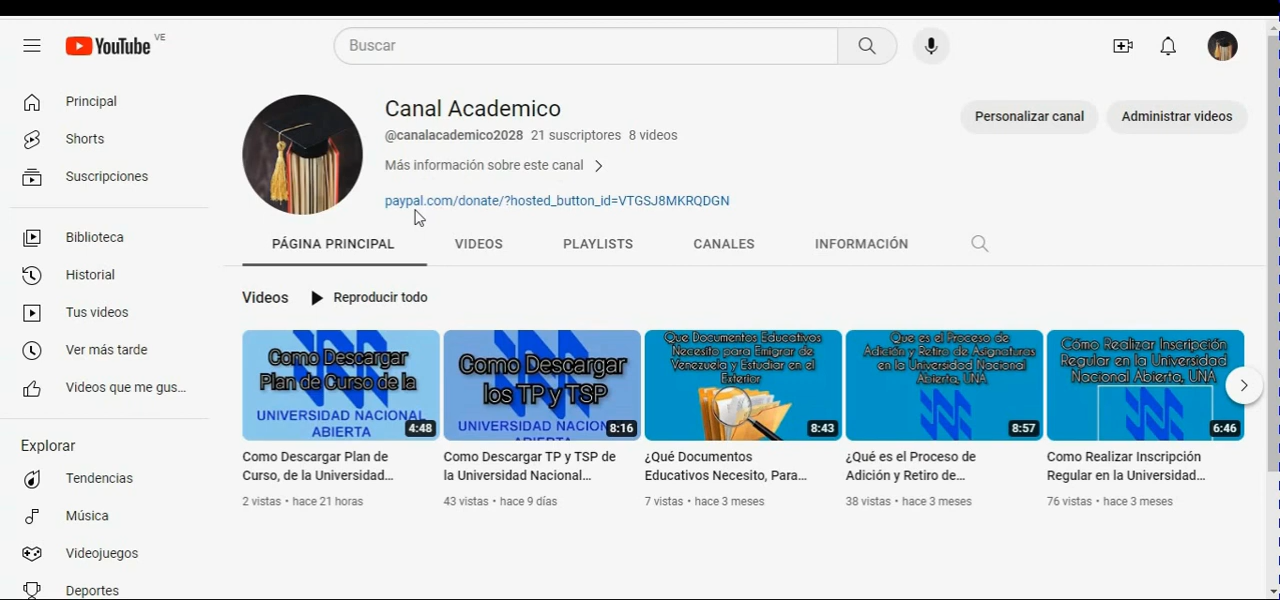 YouTube VE
Buscar
Principal
Shorts
Suscripciones
Biblioteca
Historial
Tus videos
Ver más tarde
Videos que me gus...
Explorar
Tendencias
Música
Videojuegos
Deportes
Canal Academico
@canalacademico2028 21 suscriptores 8 videos
Más información sobre este canal
paypal.com/donate/?hosted_button_id=VTGSJ8MKRQDGN
Personalizar canal
Administrar videos
PÁGINA PRINCIPAL
VIDEOS
PLAYLISTS
CANALES
INFORMACIÓN
Videos
Reproducir todo
Como Descargar
Plan de Curso de la
UNIVERSIDAD NACIONAL
ABIERTA
4:48
Como Descargar Plan de
Curso, de la Universidad...
2 vistas • hace 21 horas
Como Descargar
los TP y TSP
UNIVERSIDAD NACION
ABIERTA
8:16
Como Descargar TP y TSP de
la Universidad Nacional...
43 vistas • hace 9 días
Que Documentos Educativos
Necesito para Emigrar de
Venezuela y Estudiar en el
Exterior
8:43
¿Qué Documentos
Educativos Necesito, Para...
7 vistas • hace 3 meses
Que es el Proceso de
Adición y Retiro de Asignaturas
en la Universidad Nacional
Abierta, UNA
8:57
¿Qué es el Proceso de
Adición y Retiro de...
38 vistas • hace 3 meses
Cómo Realizar Inscripción
Regular en la Universidad
Nacional Abierta, UNA
6:46
Como Realizar Inscripción
Regular en la Universidad...
76 vistas • hace 3 meses